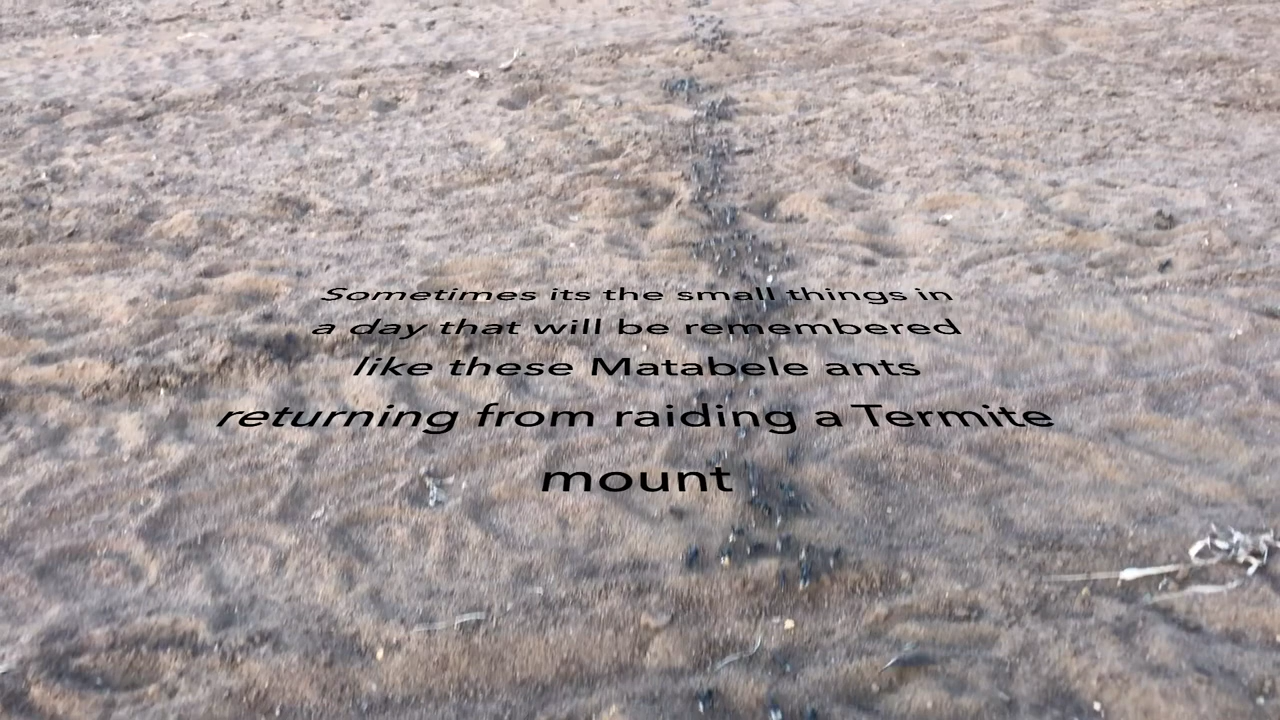 Sometimes its the small things in
a day that will be remembered
like these Matabele ants
returning from raiding a Termite
mount